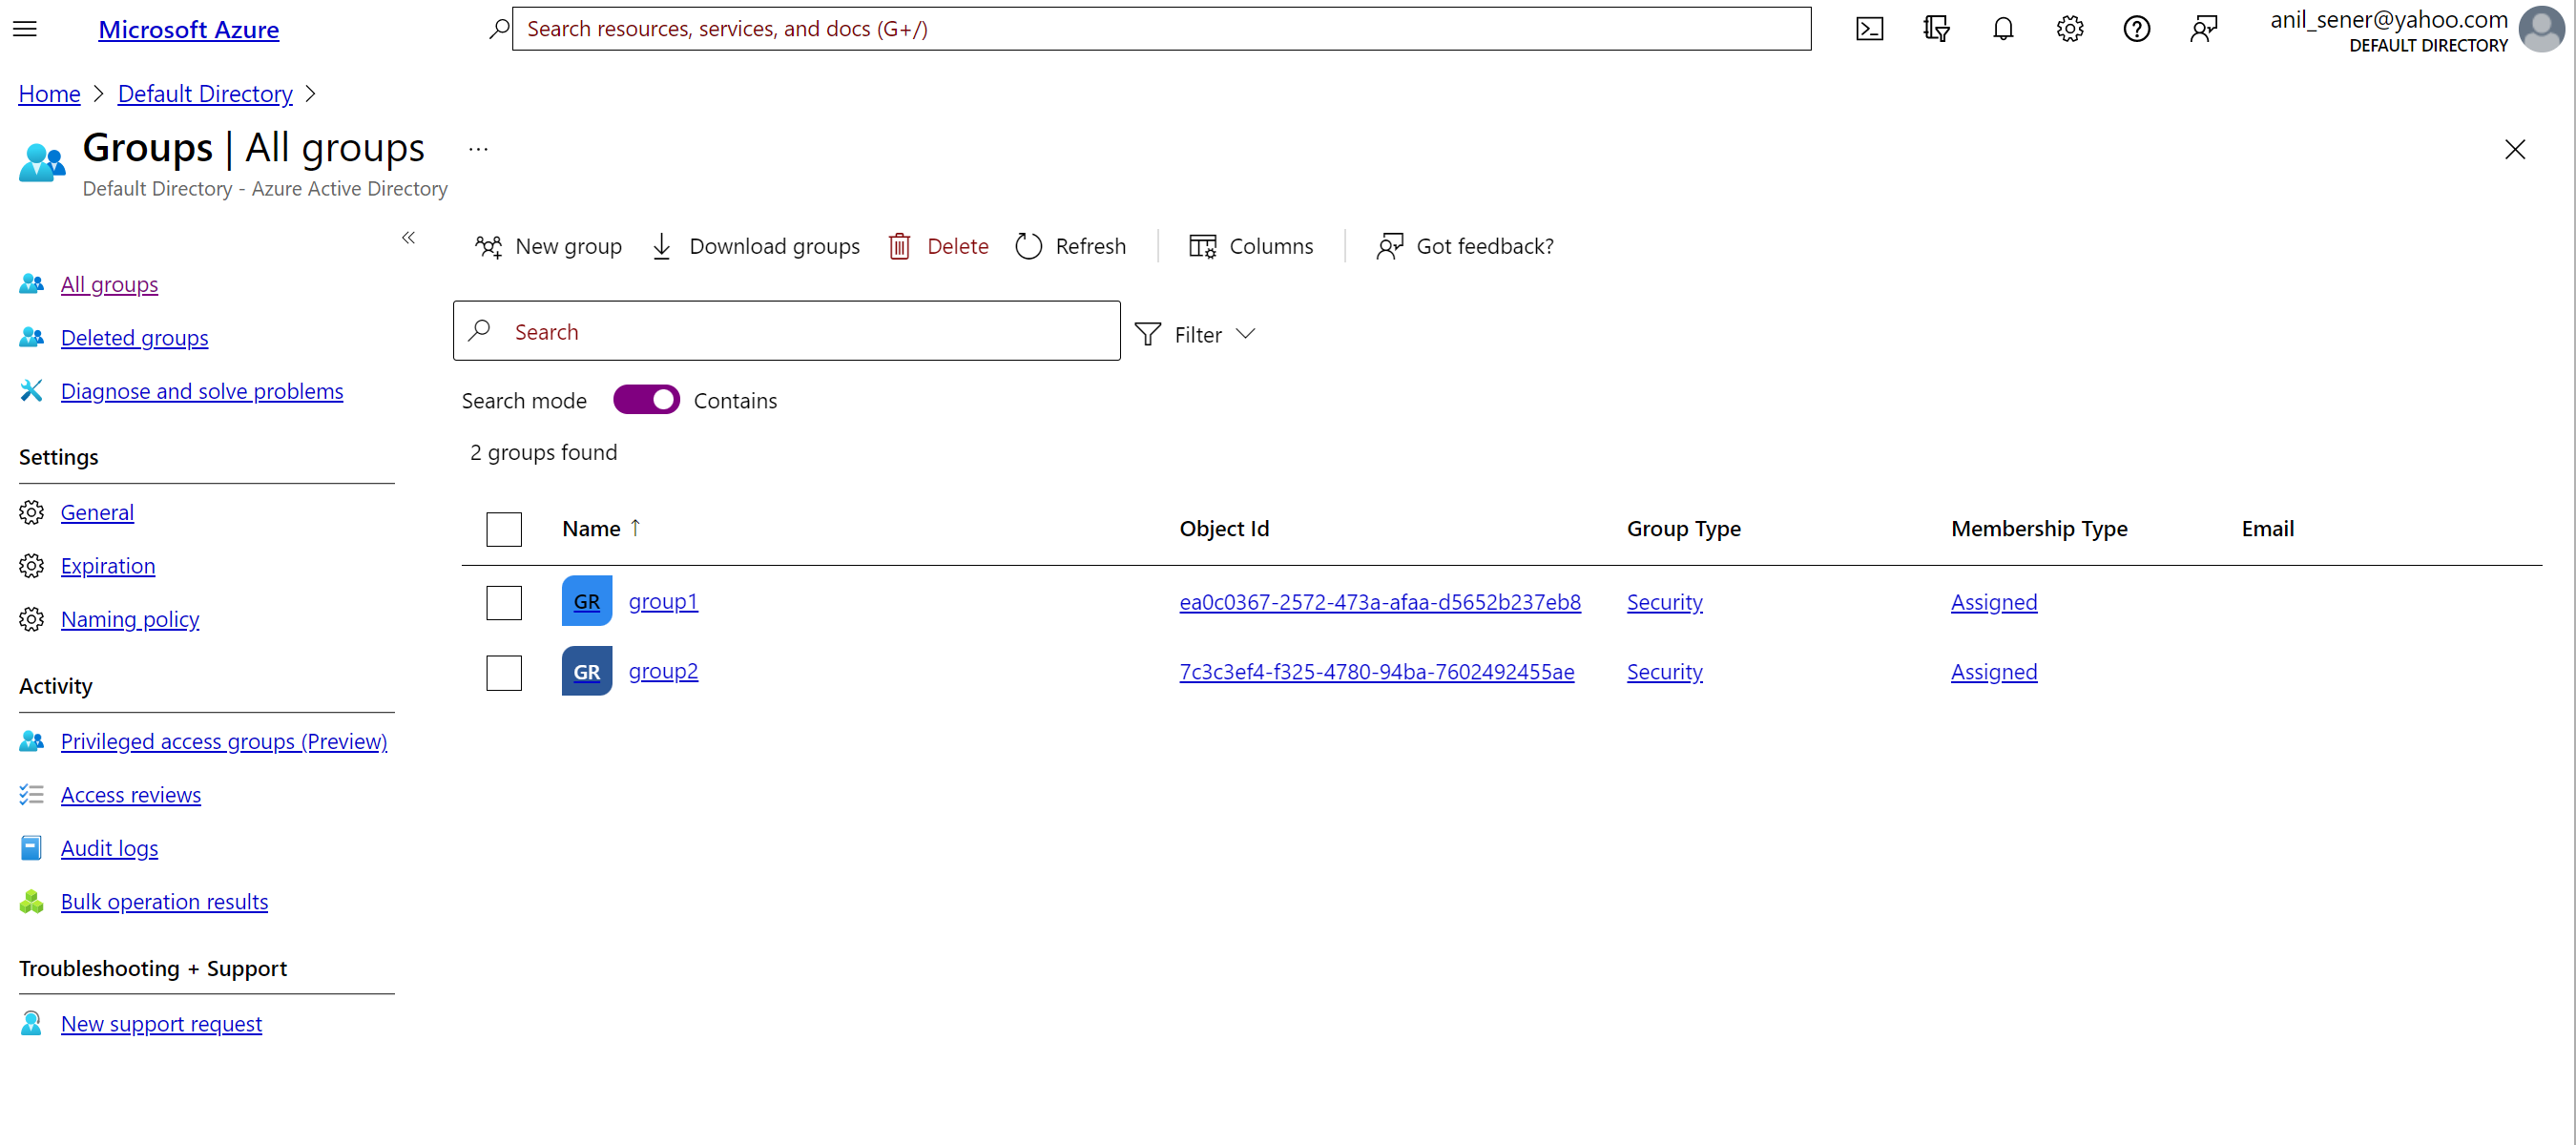 Microsoft Azure
Search resources, services, and docs (G+/)
anil_sener@yahoo.com
DEFAULT DIRECTORY
Home > Default Directory >
Groups | All groups ...
Default Directory - Azure Active Directory
New group
Download groups
Delete
Refresh
Columns
Got feedback?
All groups
Deleted groups
Diagnose and solve problems
Settings
General
Expiration
Naming policy
Activity
Privileged access groups (Preview)
Access reviews
Audit logs
Bulk operation results
Troubleshooting + Support
New support request
Search
Filter
Search mode Contains
2 groups found
Name ↑ Object Id Group Type Membership Type Email
GR group1 ea0c0367-2572-473a-afaa-d5652b237eb8 Security Assigned
GR group2 7c3c3ef4-f325-4780-94ba-7602492455ae Security Assigned